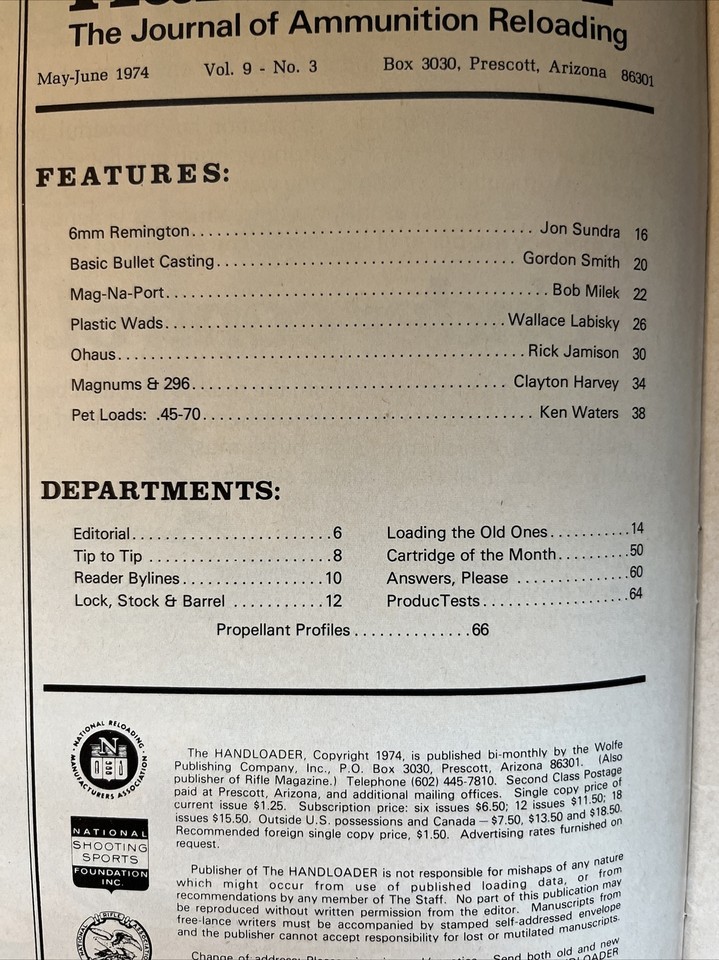 The Journal of Ammunition Reloading
May-June 1974 Vol. 9 - No. 3 Box 3030, Prescott, Arizona 86301
FEATURES:
6mm Remington........................................ Jon Sundra 16
Basic Bullet Casting.................................... Gordon Smith 20
Mag-Na-Port............................................... Bob Milek 22
Plastic Wads......................................Wallace Labisky 26
Ohaus................................................Rick Jamison 30
Magnums & 296..................................... Clayton Harvey 34
Pet Loads: .45-70........................................ Ken Waters 38
DEPARTMENTS:
Editorial.........................6
Tip to Tip .......................8
Reader Bylines.................10
Lock, Stock & Barrel ...........12
Loading the Old Ones..........14
Cartridge of the Month.........50
Answers, Please ..............60
ProducTests..................64
Propellant Profiles..............66
NATIONAL RELOADING MANUFACTURERS ASSOCIATION
N
NATIONAL
SHOOTING
SPORTS
FOUNDATION
INC.
The HANDLOADER, Copyright 1974, is published bi-monthly by the Wolfe
Publishing Company, Inc., P.O. Box 3030, Prescott, Arizona 86301. (Also
publisher of Rifle Magazine.) Telephone (602) 445-7810. Second Class Postage
paid at Prescott, Arizona, and additional mailing offices. Single copy price of
current issue $1.25. Subscription price: six issues $6.50; 12 issues $11.50; 18
issues $15.50. Outside U.S. possessions and Canada — $7.50, $13.50 and $18.50.
Recommended foreign single copy price, $1.50. Advertising rates furnished on
request.
Publisher of The HANDLOADER is not responsible for mishaps of any nature
which might occur from use of published loading data, or from
recommendations by any member of The Staff. No part of this publication may
be reproduced without written permission from the editor. Manuscripts from
free-lance writers must be accompanied by stamped self-addressed envelope
and the publisher cannot accept responsibility for lost or mutilated manuscripts.
Change of address: Send both old and new